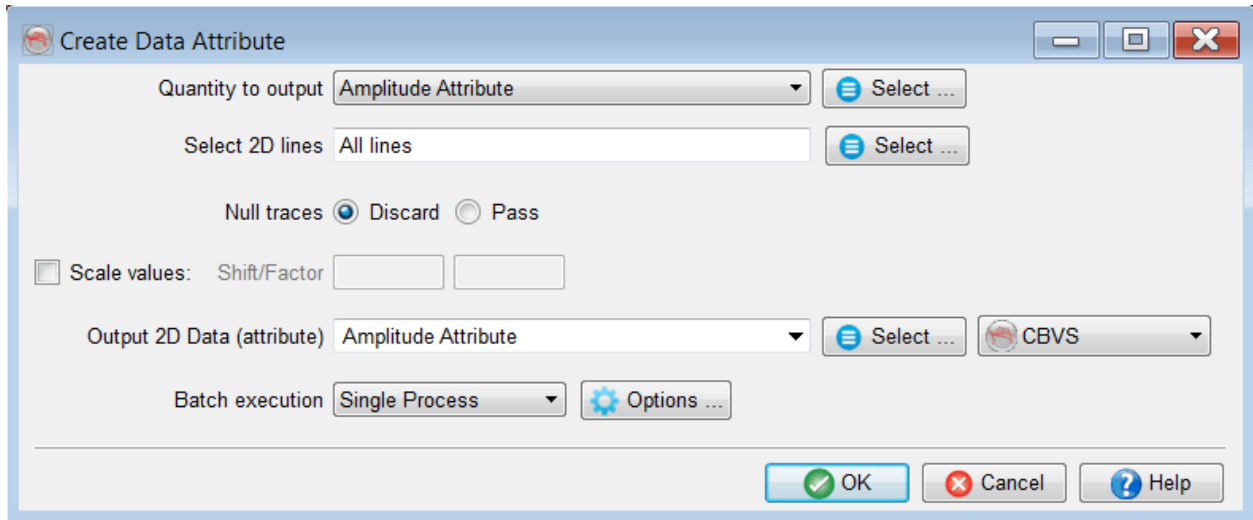 Create Data Attribute
Quantity to output Amplitude Attribute Select ...
Select 2D lines All lines Select ...
Null traces Discard Pass
Scale values: Shift/Factor
Output 2D Data (attribute) Amplitude Attribute Select ... CBVS
Batch execution Single Process Options ...
OK Cancel Help